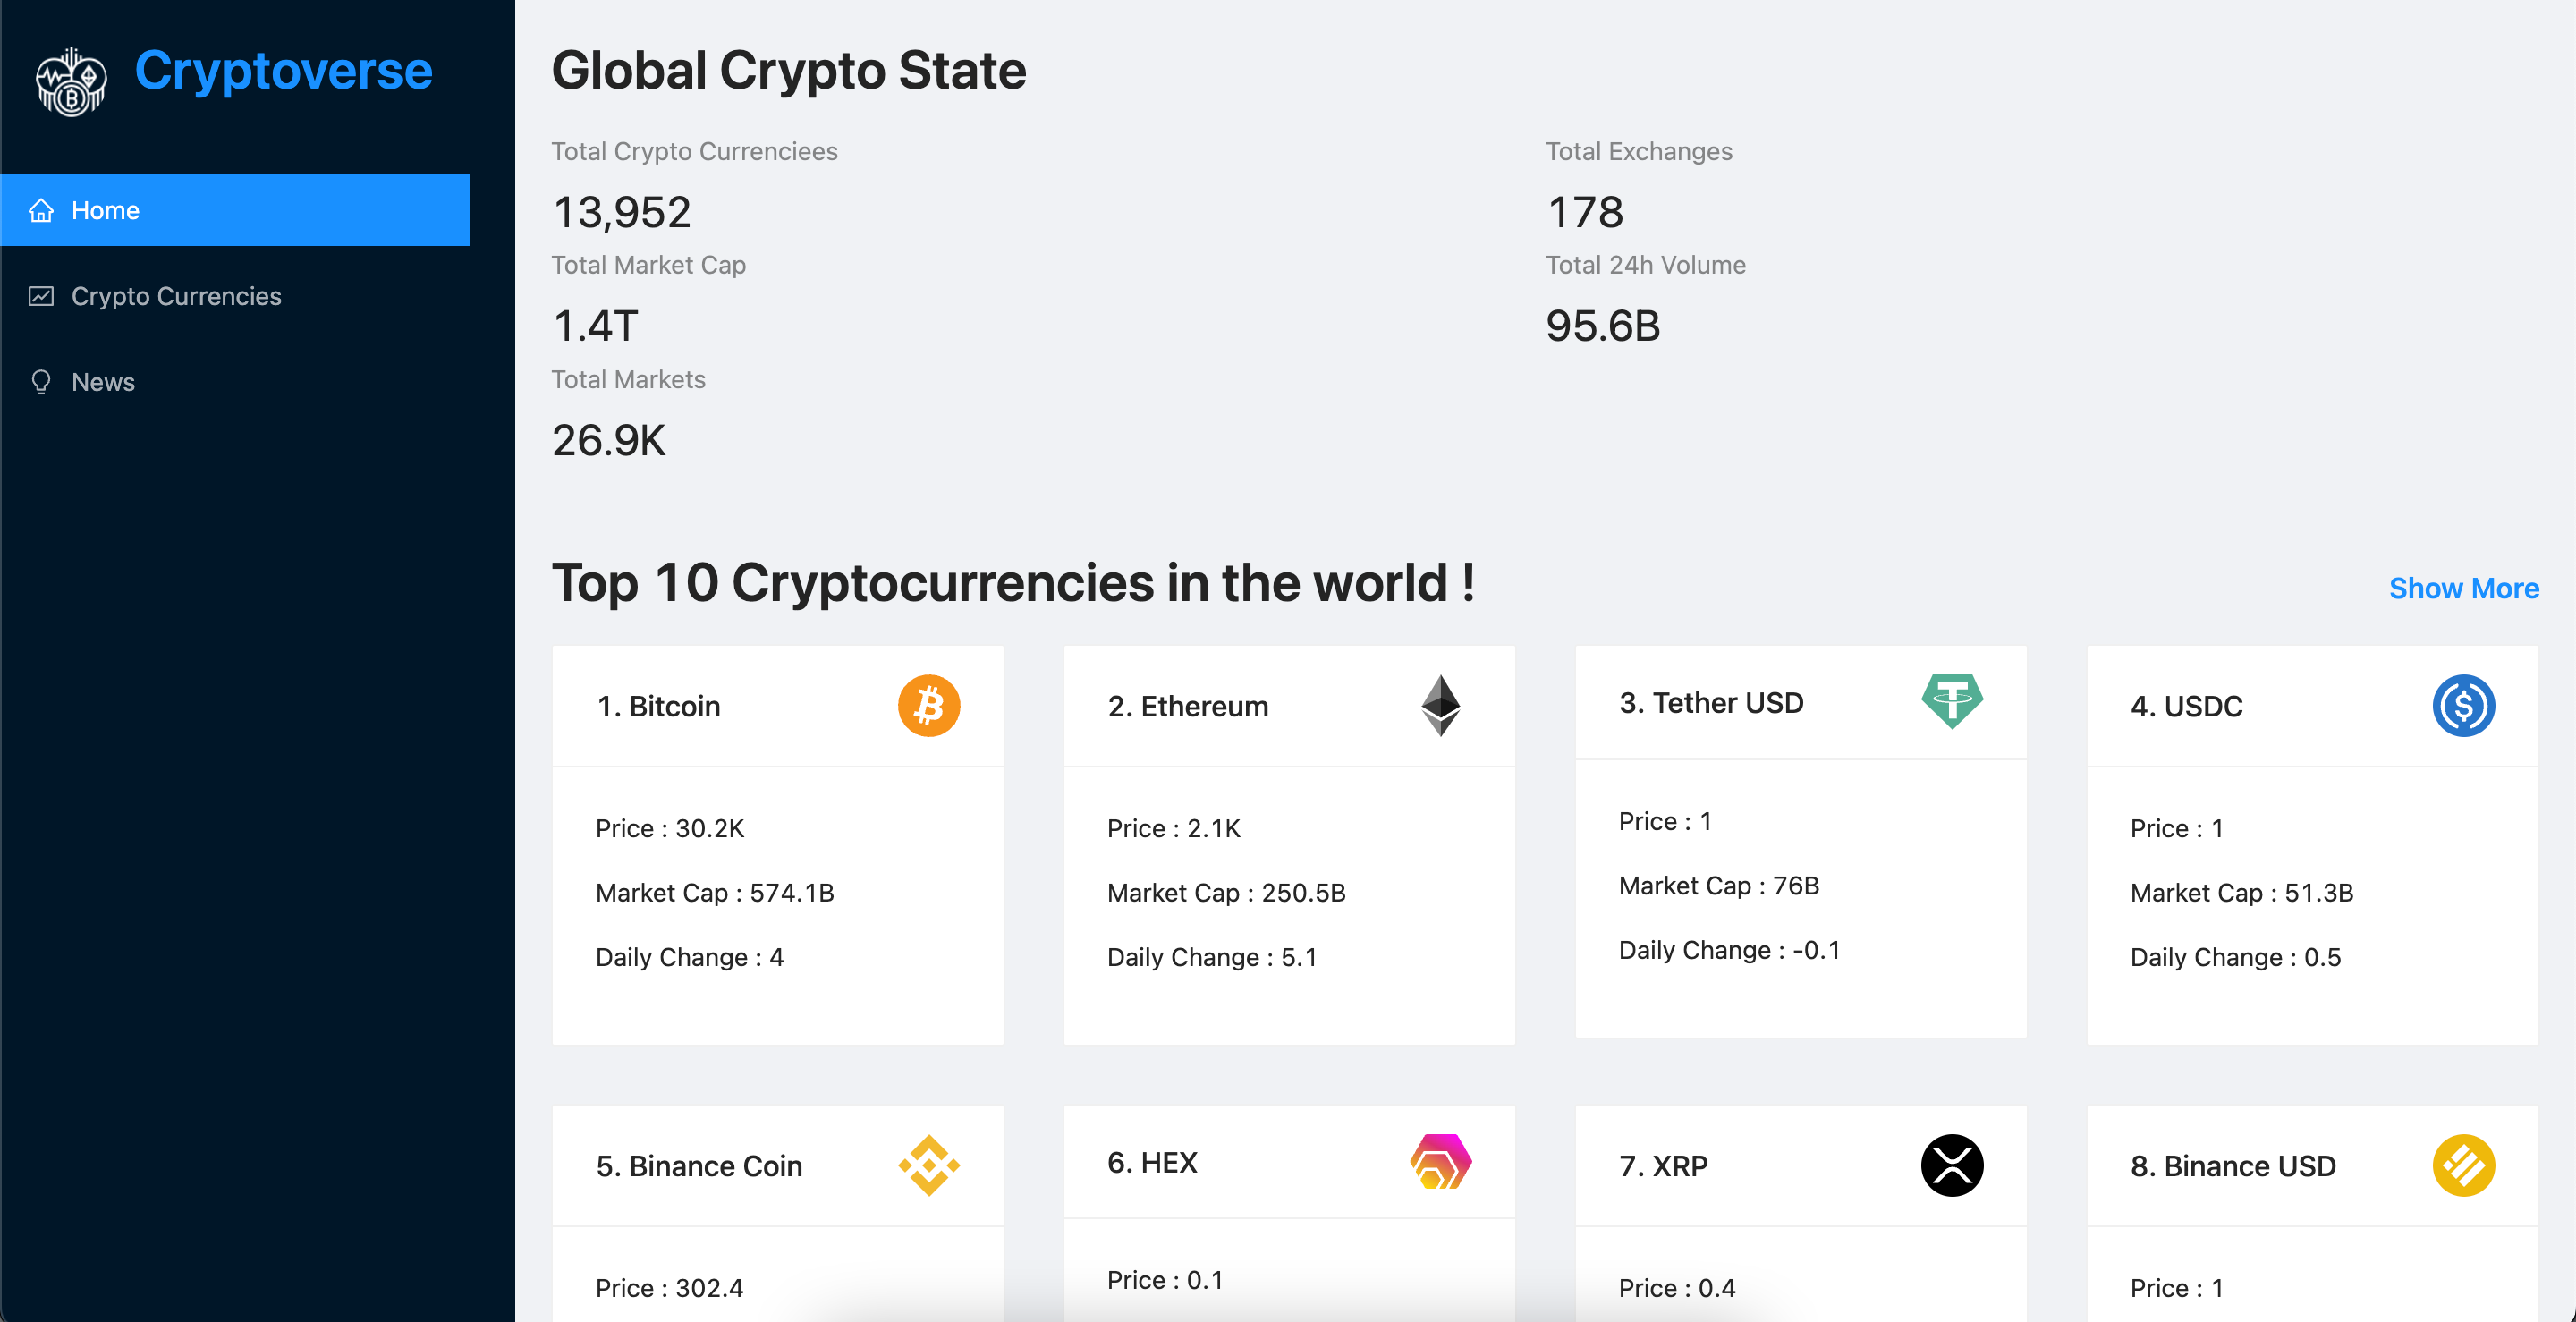 Cryptoverse
Home
Crypto Currencies
News
Global Crypto State
Total Crypto Currenciees
13,952
Total Exchanges
178
Total Market Cap
1.4T
Total 24h Volume
95.6B
Total Markets
26.9K
Top 10 Cryptocurrencies in the world !
Show More
1. Bitcoin
Price : 30.2K
Market Cap : 574.1B
Daily Change : 4
2. Ethereum
Price : 2.1K
Market Cap : 250.5B
Daily Change : 5.1
3. Tether USD
Price : 1
Market Cap : 76B
Daily Change : -0.1
4. USDC
Price : 1
Market Cap : 51.3B
Daily Change : 0.5
5. Binance Coin
Price : 302.4
6. HEX
Price : 0.1
7. XRP
Price : 0.4
8. Binance USD
Price : 1